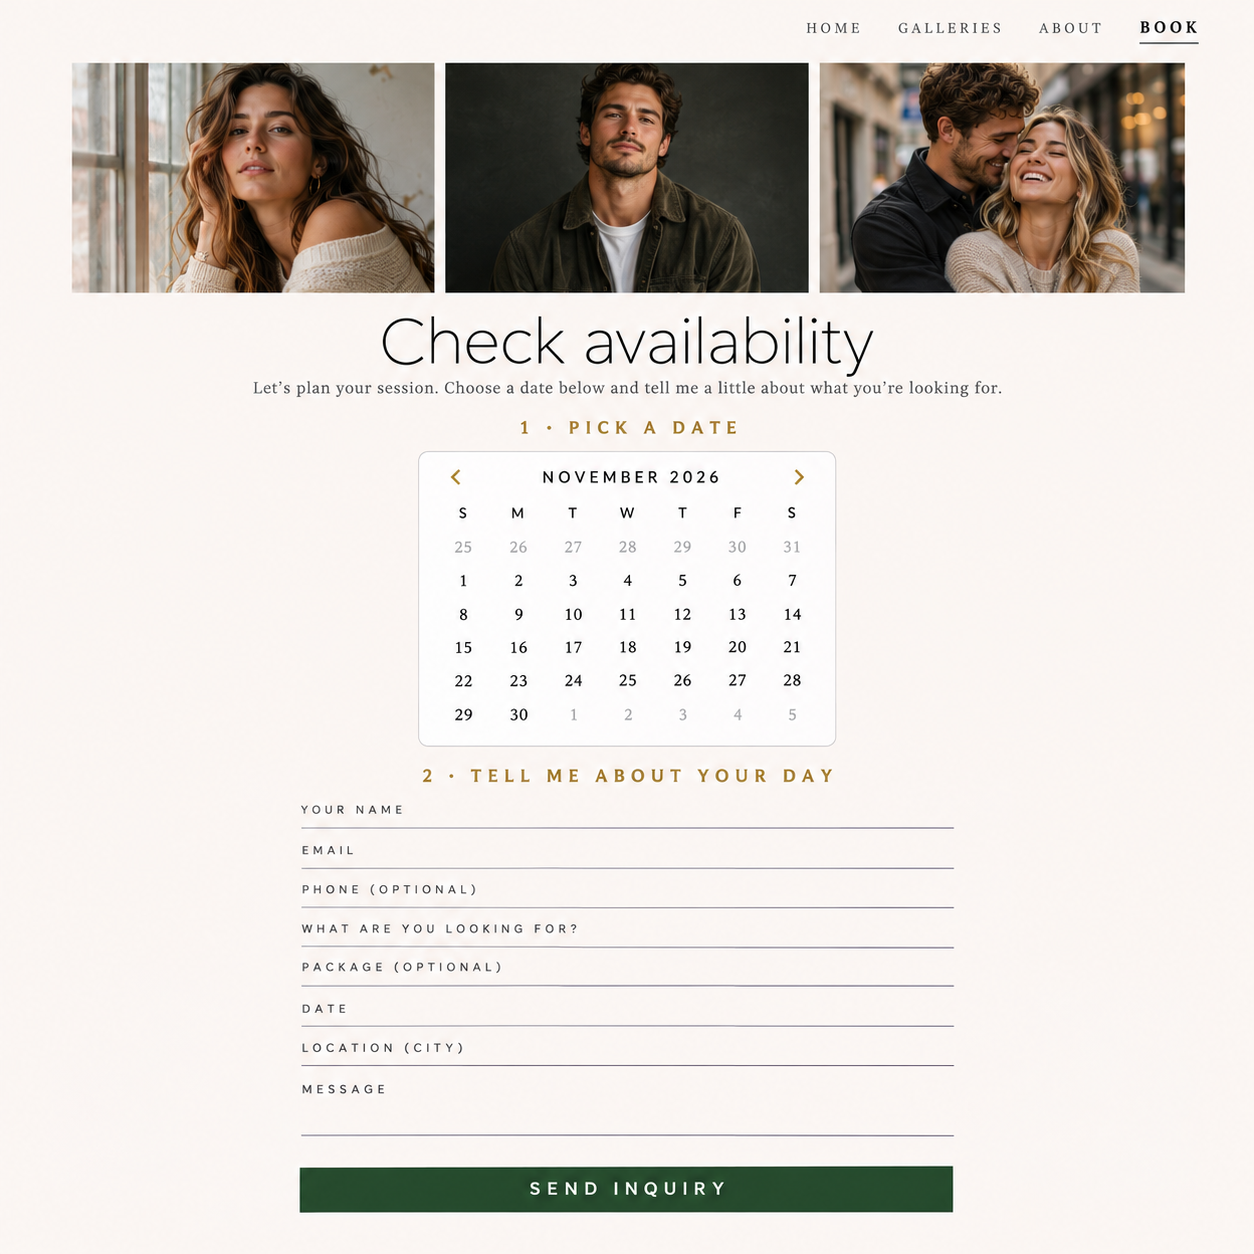 HOME GALLERIES ABOUT BOOK
Check availability
Let’s plan your session. Choose a date below and tell me a little about what you’re looking for.
1 · PICK A DATE
NOVEMBER 2026
S M T W T F S
25 26 27 28 29 30 31
1 2 3 4 5 6 7
8 9 10 11 12 13 14
15 16 17 18 19 20 21
22 23 24 25 26 27 28
29 30 1 2 3 4 5
2 · TELL ME ABOUT YOUR DAY
YOUR NAME
EMAIL
PHONE (OPTIONAL)
WHAT ARE YOU LOOKING FOR?
PACKAGE (OPTIONAL)
DATE
LOCATION (CITY)
MESSAGE
SEND INQUIRY